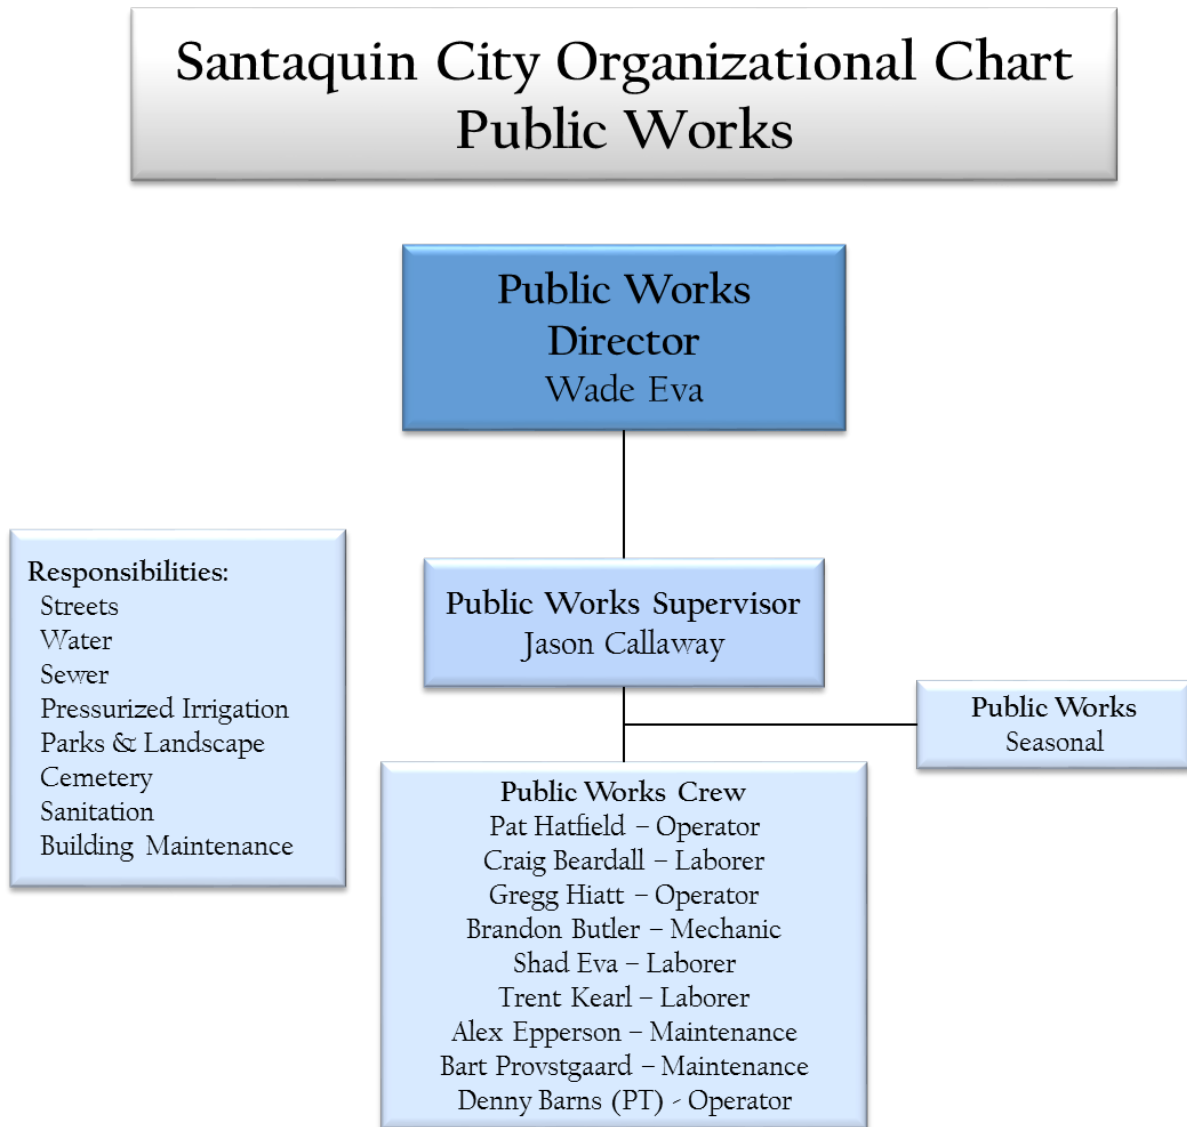 Santaquin City Organizational Chart
Public Works
Public Works
Director
Wade Eva
Responsibilities:
Streets
Water
Sewer
Pressurized Irrigation
Parks & Landscape
Cemetery
Sanitation
Building Maintenance
Public Works Supervisor
Jason Callaway
Public Works
Seasonal
Public Works Crew
Pat Hatfield – Operator
Craig Beardall – Laborer
Gregg Hiatt – Operator
Brandon Butler – Mechanic
Shad Eva – Laborer
Trent Kearl – Laborer
Alex Epperson – Maintenance
Bart Provstgaard – Maintenance
Denny Barns (PT) - Operator